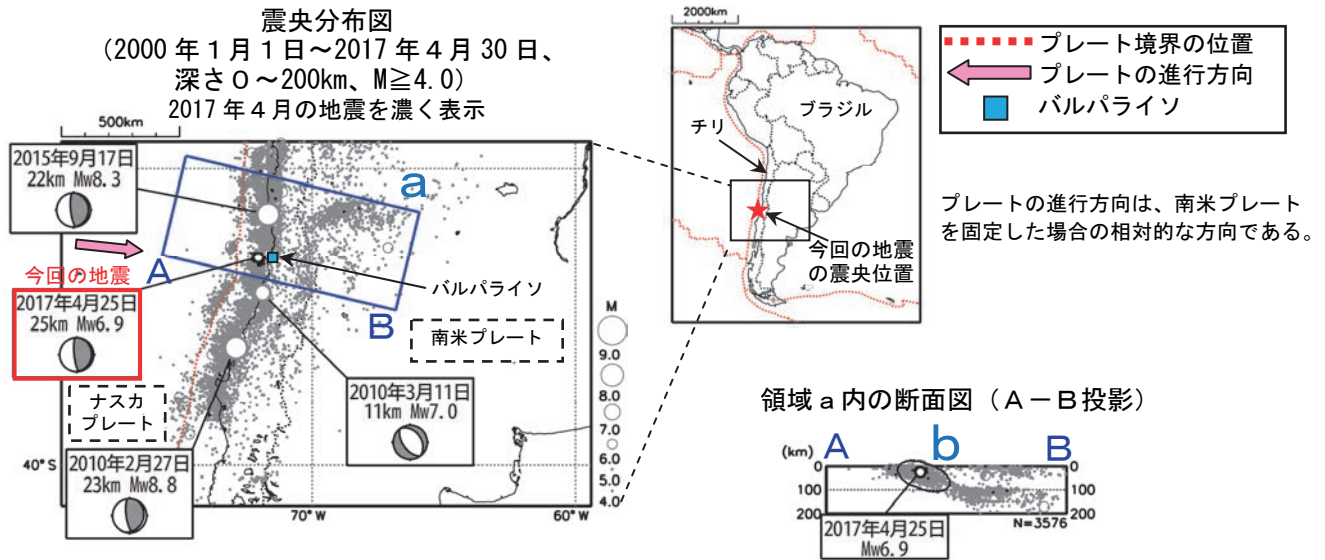 震央分布図
(2000年1月1日~2017年4月30日、
深さ0~200km、M≧4.0)
2017年4月の地震を濃く表示
500km
2015年9月17日
22km Mw8.3
a
A
今回の地震
2017年4月25日
25km Mw6.9
バルパライソ
B
南米プレート
ナスカ
プレート
2010年3月11日
11km Mw7.0
2010年2月27日
23km Mw8.8
40°S
70°W
60°W
M
9.0
8.0
7.0
6.0
5.0
4.0
2000km
ブラジル
チリ
今回の地震
の震央位置
プレート境界の位置
プレートの進行方向
バルパライソ
プレートの進行方向は、南米プレート
を固定した場合の相対的な方向である。
領域a内の断面図(A-B投影)
A
b
B
(km)
0
100
200
0
100
200
N=3576
2017年4月25日
Mw6.9